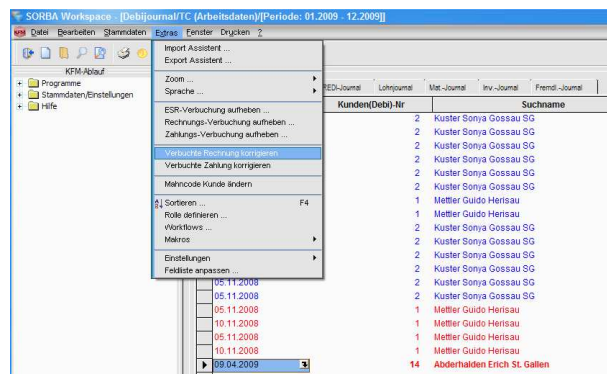 SORBA Workspace - [Debijournal/TC (Arbeitsdaten)/[Periode: 01.2009 - 12.2009]]
Datei Bearbeiten Stammdaten Extras Fenster Drucken ?
KFM-Ablauf
Programme
Stammdaten/Einstellungen
Hilfe
Import Assistent ...
Export Assistent ...
Zoom ...
Sprache ...
ESR-Verbuchung aufheben ...
Rechnungs-Verbuchung aufheben ...
Zahlungs-Verbuchung aufheben ...
Verbuchte Rechnung korrigieren
Verbuchte Zahlung korrigieren
Mahncode Kunde ändern
Sortieren ... F4
Rolle definieren ...
Workflows ...
Makros
Einstellungen
Feldliste anpassen ...
REDI-Journal Lohnjournal Mat.-Journal Inv.-Journal Fremdl.-Journal
Kunden(Debi)-Nr Suchname
2 Kuster Sonya Gossau SG
2 Kuster Sonya Gossau SG
2 Kuster Sonya Gossau SG
2 Kuster Sonya Gossau SG
2 Kuster Sonya Gossau SG
2 Kuster Sonya Gossau SG
1 Mettler Guido Herisau
1 Mettler Guido Herisau
2 Kuster Sonya Gossau SG
2 Kuster Sonya Gossau SG
2 Kuster Sonya Gossau SG
2 Kuster Sonya Gossau SG
05.11.2008 2 Kuster Sonya Gossau SG
05.11.2008 2 Kuster Sonya Gossau SG
05.11.2008 1 Mettler Guido Herisau
10.11.2008 1 Mettler Guido Herisau
05.11.2008 1 Mettler Guido Herisau
10.11.2008 1 Mettler Guido Herisau
09.04.2009 14 Abderhalden Erich St. Gallen